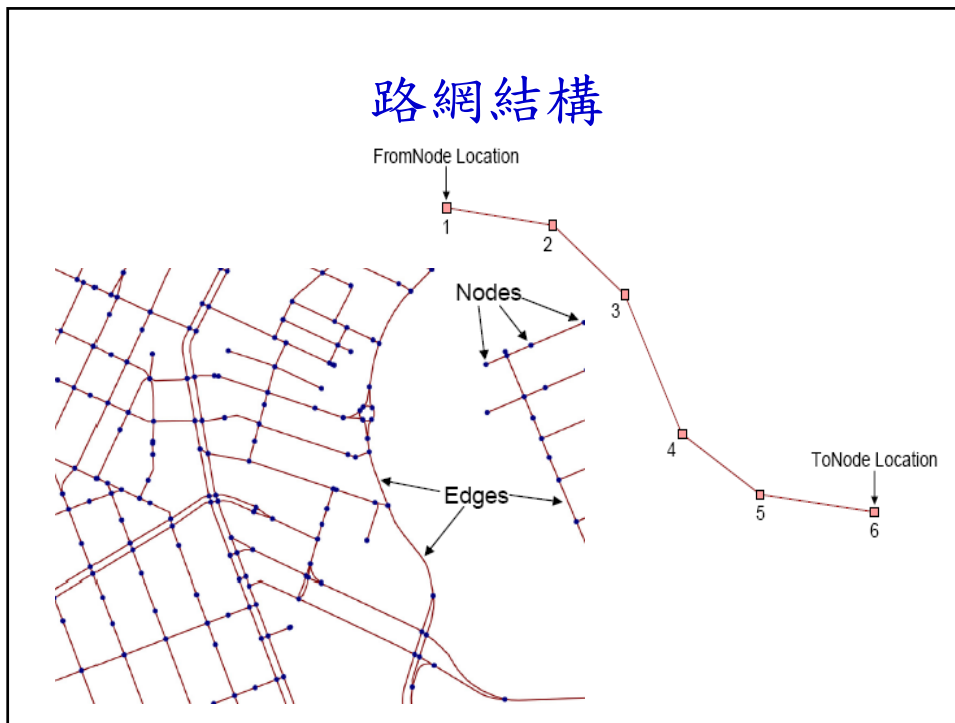 路網結構
FromNode Location
1
2
Nodes
3
4
ToNode Location
Edges
5
6